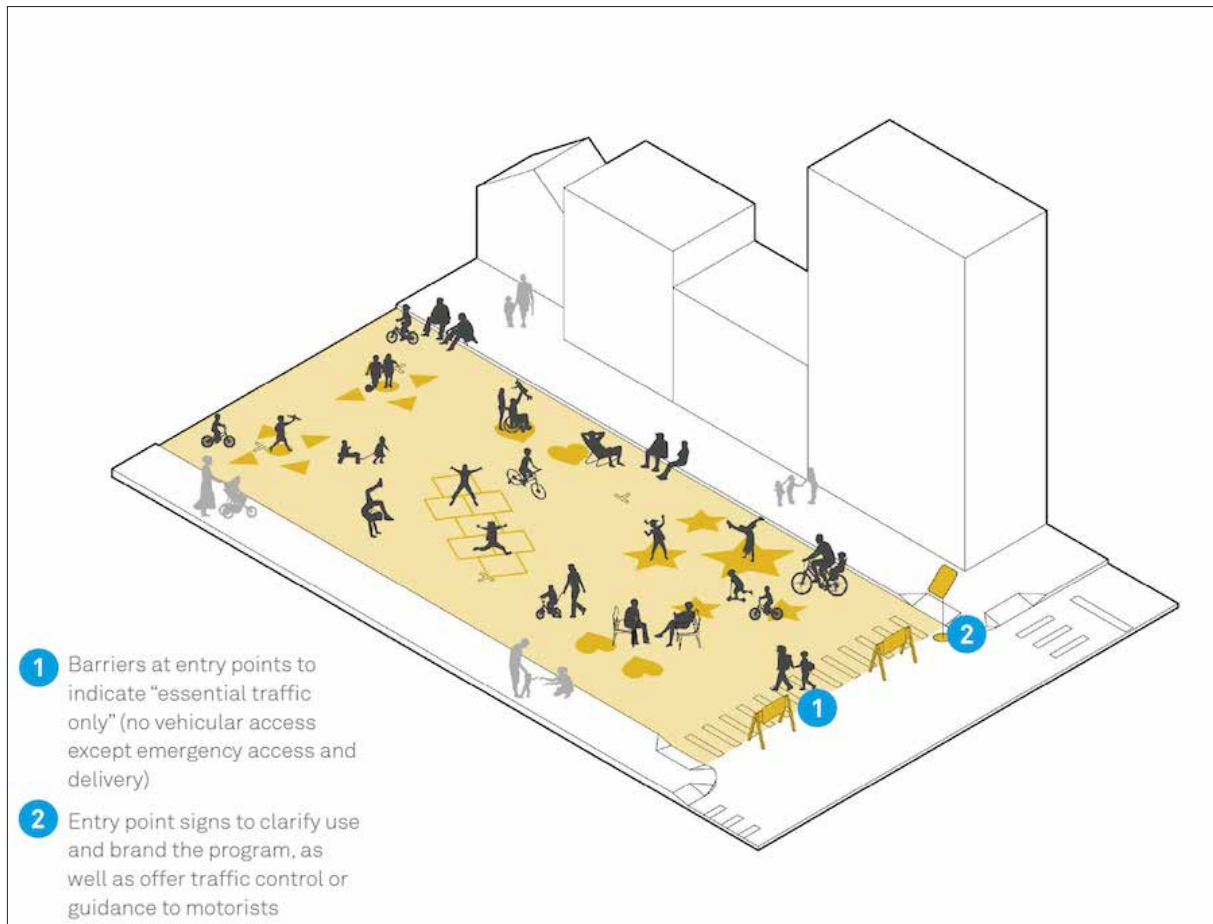 1 Barriers at entry points to
indicate “essential traffic
only” (no vehicular access
except emergency access and
delivery)
2 Entry point signs to clarify use
and brand the program, as
well as offer traffic control or
guidance to motorists
1
2